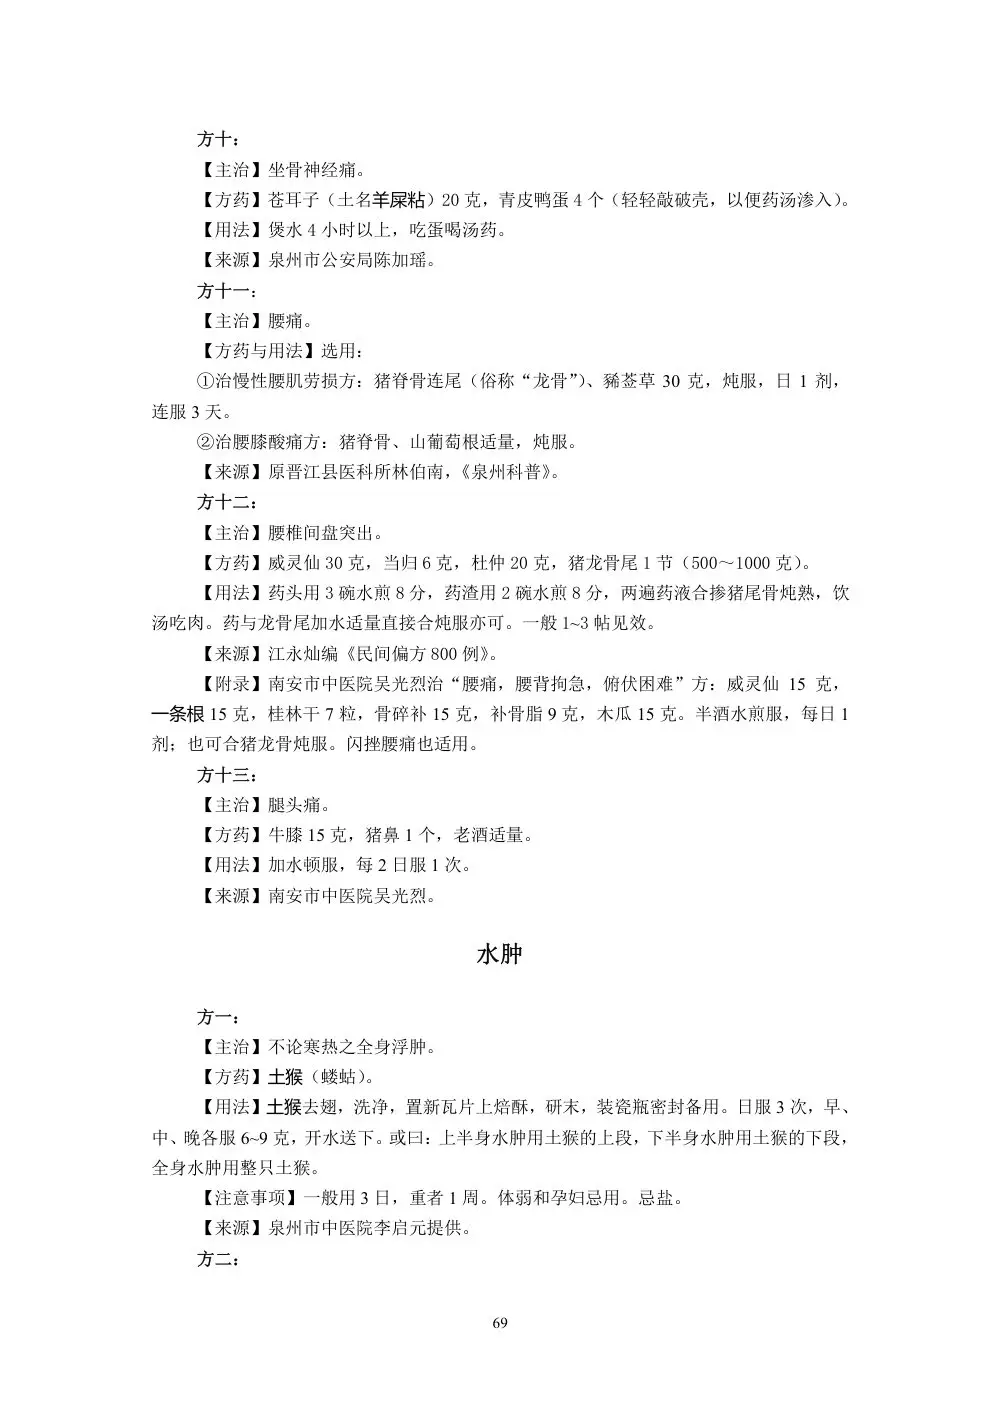 方十：
【主治】坐骨神经痛。
【方药】苍耳子（土名羊屎粘）20 克，青皮鸭蛋 4 个（轻轻敲破壳，以便药汤渗入）。
【用法】煲水 4 小时以上，吃蛋喝汤药。
【来源】泉州市公安局陈加瑶。
方十一：
【主治】腰痛。
【方药与用法】选用：
①治慢性腰肌劳损方：猪脊骨连尾（俗称“龙骨”）、豨莶草 30 克，炖服，日 1 剂，
连服 3 天。
②治腰膝酸痛方：猪脊骨、山葡萄根适量，炖服。
【来源】原晋江县医科所林伯南，《泉州科普》。
方十二：
【主治】腰椎间盘突出。
【方药】威灵仙 30 克，当归 6 克，杜仲 20 克，猪龙骨尾 1 节（500～1000 克）。
【用法】药头用 3 碗水煎 8 分，药渣用 2 碗水煎 8 分，两遍药液合掺猪尾骨炖熟，饮
汤吃肉。药与龙骨尾加水适量直接合炖服亦可。一般 1~3 帖见效。
【来源】江永灿编《民间偏方 800 例》。
【附录】南安市中医院吴光烈治“腰痛，腰背拘急，俯伏困难”方：威灵仙 15 克，
一条根 15 克，桂林干 7 粒，骨碎补 15 克，补骨脂 9 克，木瓜 15 克。半酒水煎服，每日 1
剂；也可合猪龙骨炖服。闪挫腰痛也适用。
方十三：
【主治】腿头痛。
【方药】牛膝 15 克，猪鼻 1 个，老酒适量。
【用法】加水顿服，每 2 日服 1 次。
【来源】南安市中医院吴光烈。
水肿
方一：
【主治】不论寒热之全身浮肿。
【方药】土猴（蝼蛄）。
【用法】土猴去翅，洗净，置新瓦片上焙酥，研末，装瓷瓶密封备用。日服 3 次，早、
中、晚各服 6~9 克，开水送下。或曰：上半身水肿用土猴的上段，下半身水肿用土猴的下段，
全身水肿用整只土猴。
【注意事项】一般用 3 日，重者 1 周。体弱和孕妇忌用。忌盐。
【来源】泉州市中医院李启元提供。
方二：
69